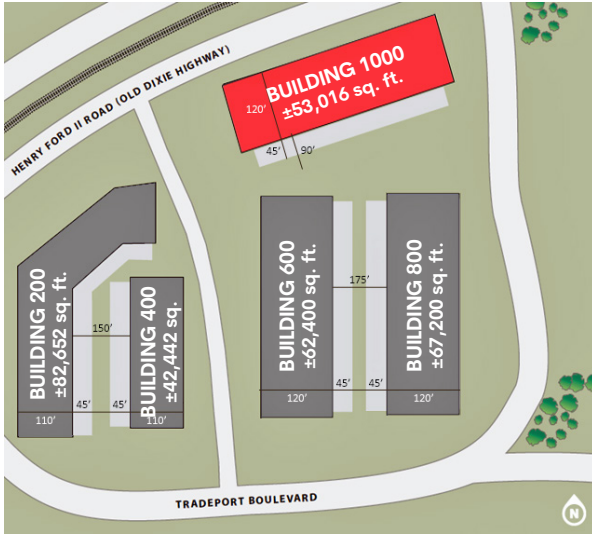 HENRY FORD II ROAD (OLD DIXIE HIGHWAY)
BUILDING 1000
±53,016 sq. ft.
120'
45'
90'
BUILDING 200
±82,652 sq. ft.
150'
BUILDING 400
±42,442 sq.
45'
45'
110'
110'
BUILDING 600
±62,400 sq. ft.
175'
BUILDING 800
±67,200 sq. ft.
45'
45'
120'
120'
TRADEPORT BOULEVARD
N